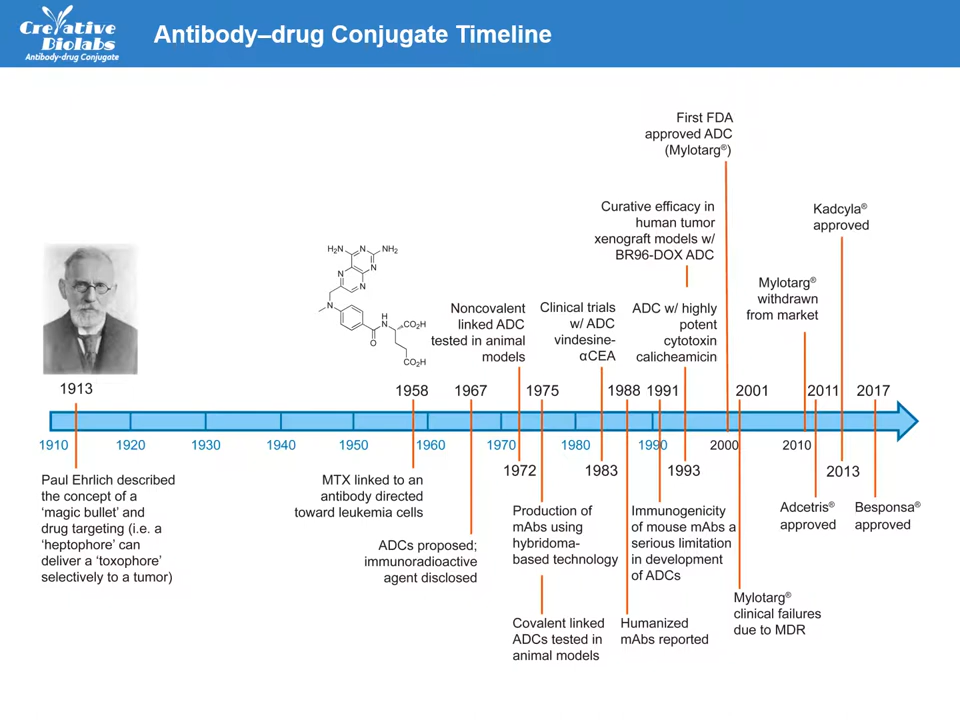 Creative
Biolabs
Antibody-drug Conjugate
Antibody–drug Conjugate Timeline
First FDA
approved ADC
(Mylotarg®)
Curative efficacy in
human tumor
xenograft models w/
BR96-DOX ADC
Kadcyla®
approved
Mylotarg®
withdrawn
from market
H₂N
N
NH₂
N
N
N
N
H
N
CO₂H
O
CO₂H
Noncovalent
linked ADC
tested in animal
models
Clinical trials
w/ ADC
vindesine-
αCEA
ADC w/ highly
potent
cytotoxin
calicheamicin
1913
1958
1967
1975
1988
1991
2001
2011
2017
1910
1920
1930
1940
1950
1960
1970
1980
1990
2000
2010
1972
1983
1993
2013
Paul Ehrlich described
the concept of a
‘magic bullet’ and
drug targeting (i.e. a
‘heptophore’ can
deliver a ‘toxophore’
selectively to a tumor)
MTX linked to an
antibody directed
toward leukemia cells
ADCs proposed;
immunoradioactive
agent disclosed
Production of
mAbs using
hybridoma-
based technology
Covalent linked
ADCs tested in
animal models
Humanized
mAbs reported
Immunogenicity
of mouse mAbs a
serious limitation
in development
of ADCs
Mylotarg®
clinical failures
due to MDR
Adcetris®
approved
Besponsa®
approved